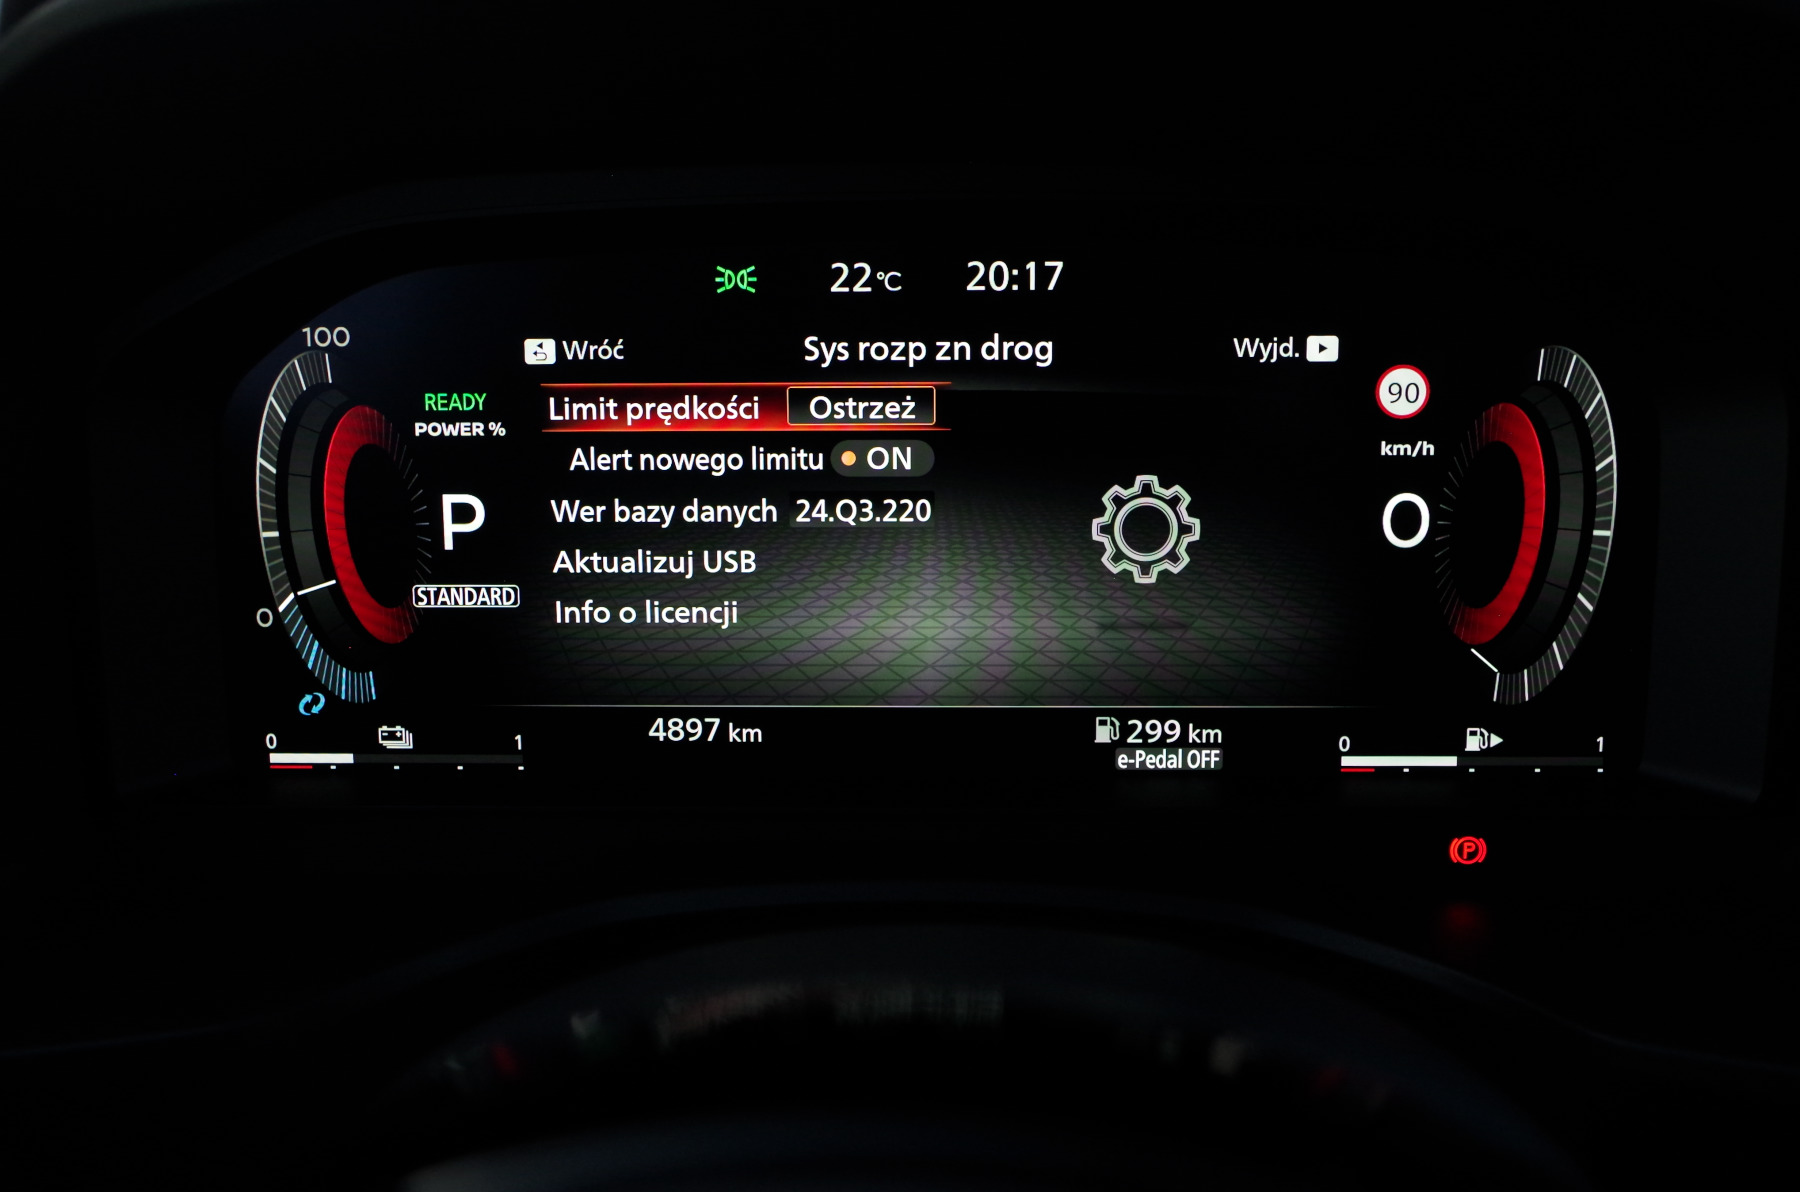 22°C 20:17
100
Wróć Sys rozp zn drog Wyjd.
READY
POWER %
Limit prędkości Ostrzeż
90
Alert nowego limitu ON
km/h
Wer bazy danych 24.Q3.220
P
0
Aktualizuj USB
STANDARD
Info o licencji
0
4897 km
299 km
e-Pedal OFF
0 1
0 1
P